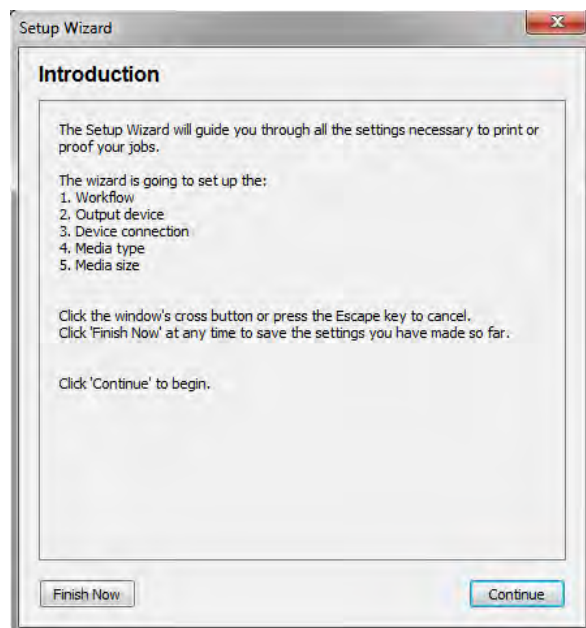 Setup Wizard
Introduction
The Setup Wizard will guide you through all the settings necessary to print or
proof your jobs.
The wizard is going to set up the:
1. Workflow
2. Output device
3. Device connection
4. Media type
5. Media size
Click the window's cross button or press the Escape key to cancel.
Click 'Finish Now' at any time to save the settings you have made so far.
Click 'Continue' to begin.
Finish Now
Continue